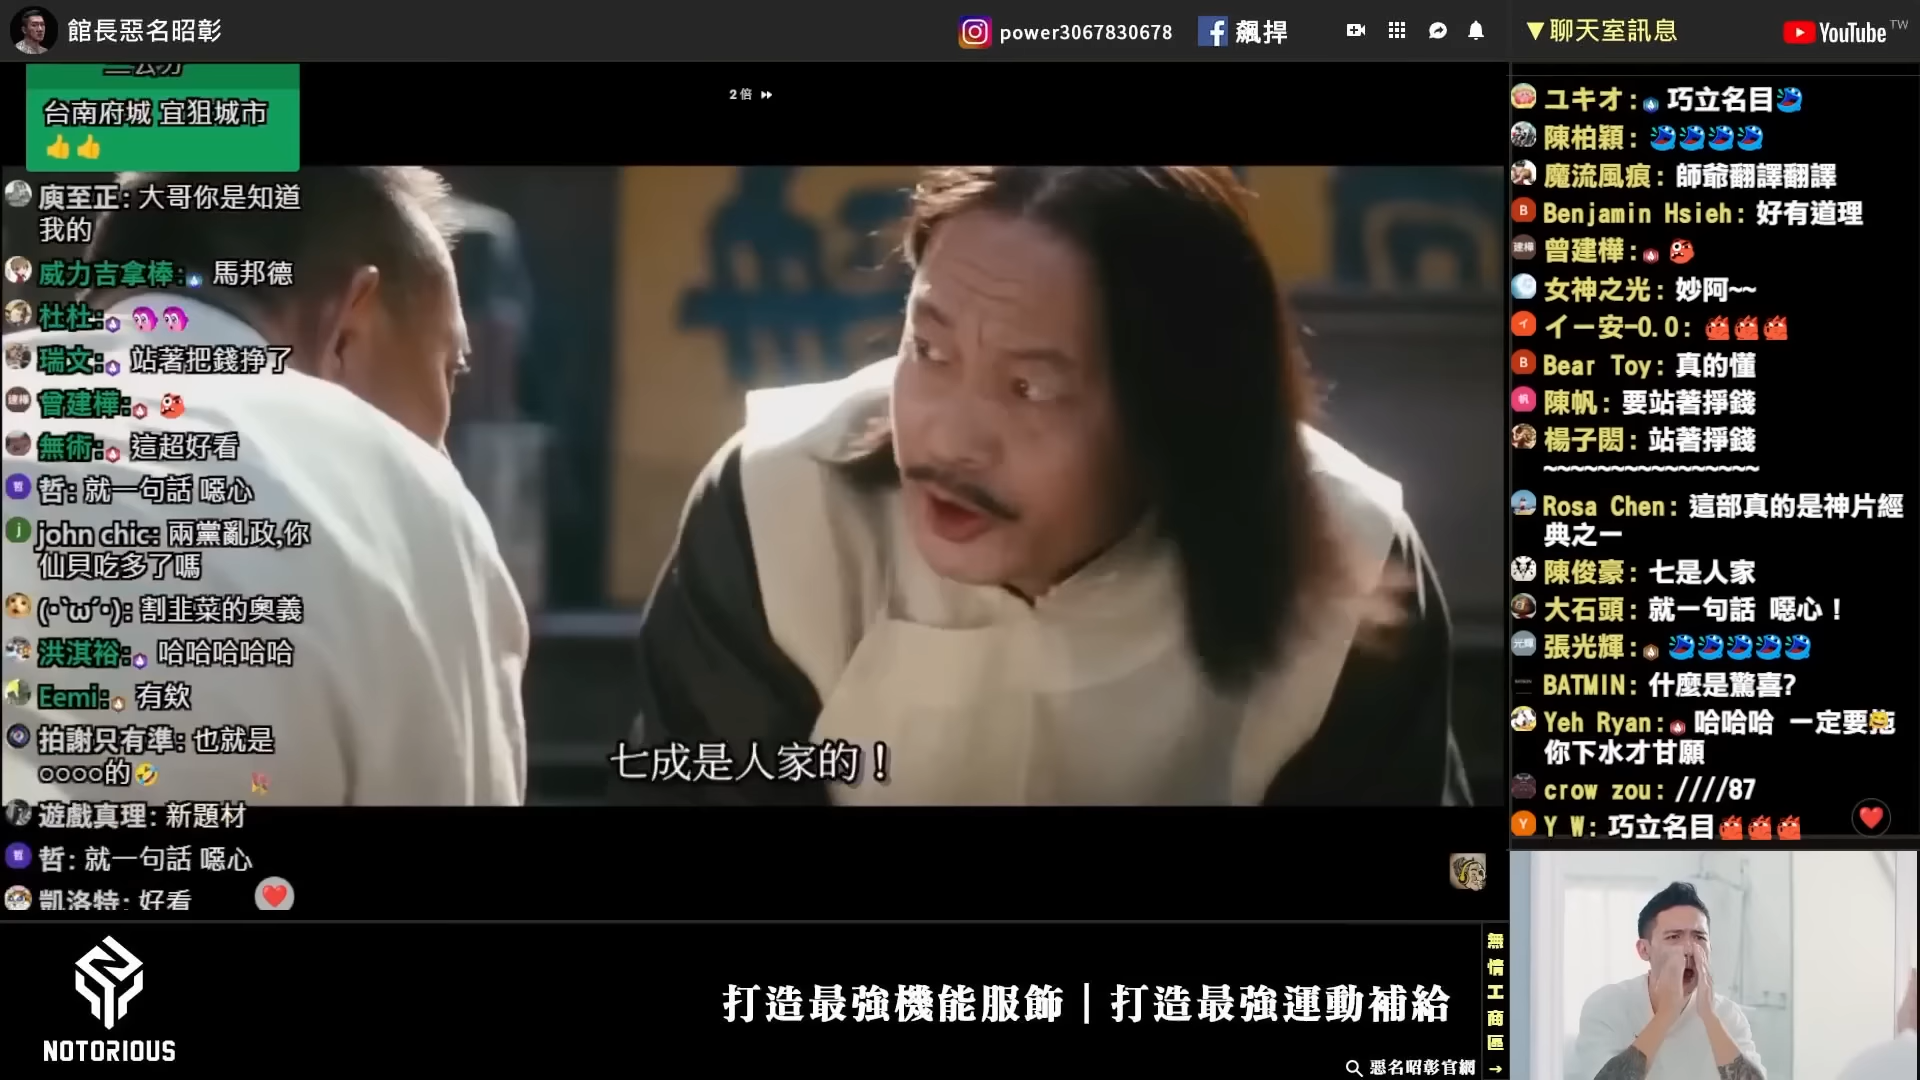 館長惡名昭彰
power3067830678
飆捍
▼聊天室訊息
YouTube TW
2 倍
台南府城 宜狙城市
👍👍
庾至正: 大哥你是知道
我的
威力吉拿棒: 馬邦德
杜杜:
瑞文: 站著把錢挣了
曾建樺:
無術: 這超好看
哲: 就一句話 噁心
john chic: 兩黨亂政,你
仙貝吃多了嗎
(･`ω´･): 割韭菜的奧義
洪淇裕: 哈哈哈哈哈
Eemi: 有欸
拍謝只有準: 也就是
○○○○的🤣
遊戲真理: 新題材
哲: 就一句話 噁心
凱洛特: 好看
七成是人家的！
ユキオ: 巧立名目
陳柏穎:
魔流風痕: 師爺翻譯翻譯
Benjamin Hsieh: 好有道理
曾建樺:
女神之光: 妙阿~~
イー安-0.0:
Bear Toy: 真的懂
陳帆: 要站著掙錢
楊子閎: 站著掙錢
~~~~~~~~~~~~~~~~
Rosa Chen: 這部真的是神片經
典之一
陳俊豪: 七是人家
大石頭: 就一句話 噁心！
張光輝:
BATMIN: 什麼是驚喜?
Yeh Ryan: 哈哈哈 一定要拖
你下水才甘願
crow zou: ////87
Y W: 巧立名目
NOTORIOUS
打造最強機能服飾｜打造最強運動補給
惡名昭彰官網
無情工商區→